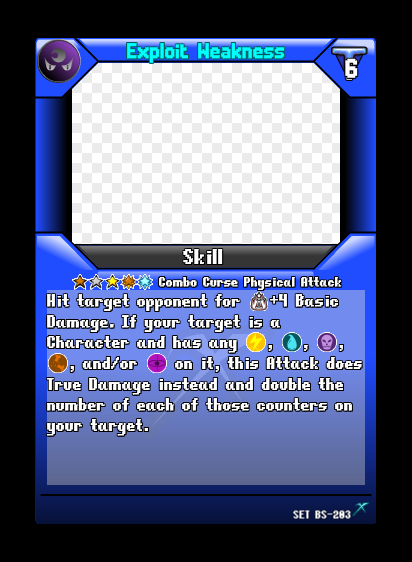 Exploit Weakness
6
Skill
Combo Curse Physical Attack
Hit target opponent for +4 Basic
Damage. If your target is a
Character and has any , , ,
, and/or on it, this Attack does
True Damage instead and double the
number of each of those counters on
your target.
SET BS-203